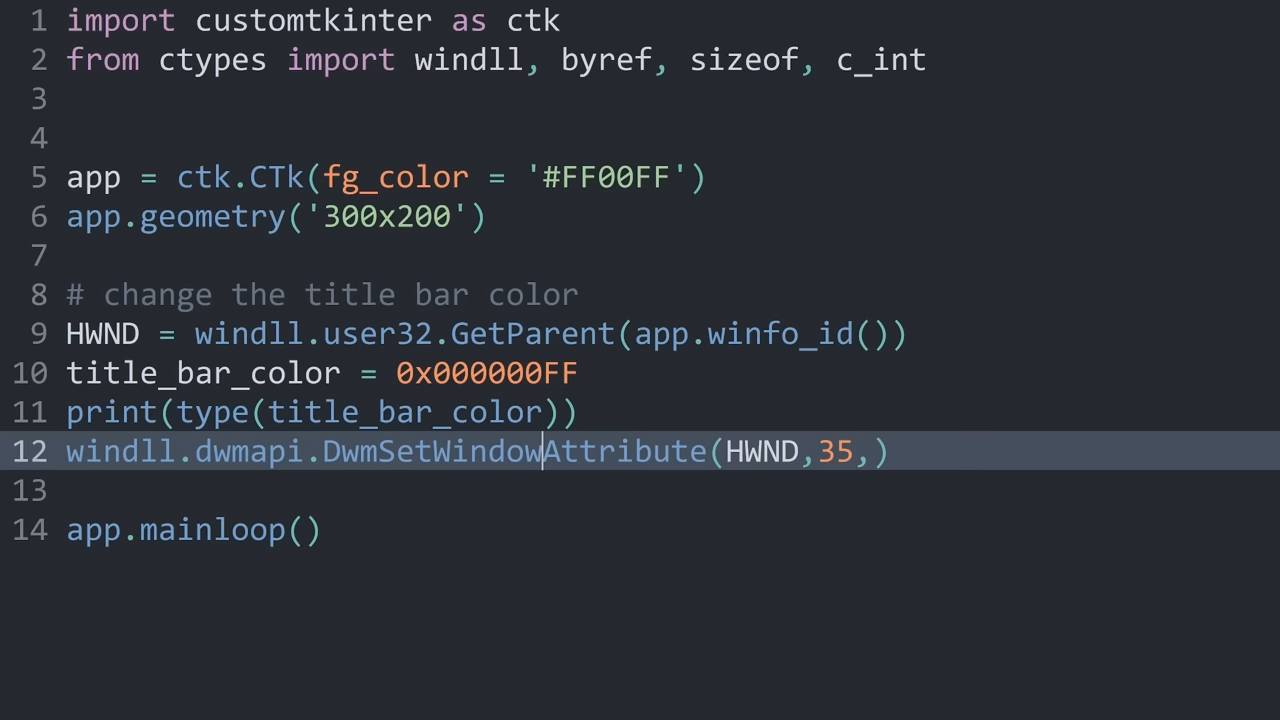 1 import customtkinter as ctk
2 from ctypes import windll, byref, sizeof, c_int
3
4
5 app = ctk.CTk(fg_color = '#FF00FF')
6 app.geometry('300x200')
7
8 # change the title bar color
9 HWND = windll.user32.GetParent(app.winfo_id())
10 title_bar_color = 0x000000FF
11 print(type(title_bar_color))
12 windll.dwmapi.DwmSetWindowAttribute(HWND,35,)
13
14 app.mainloop()